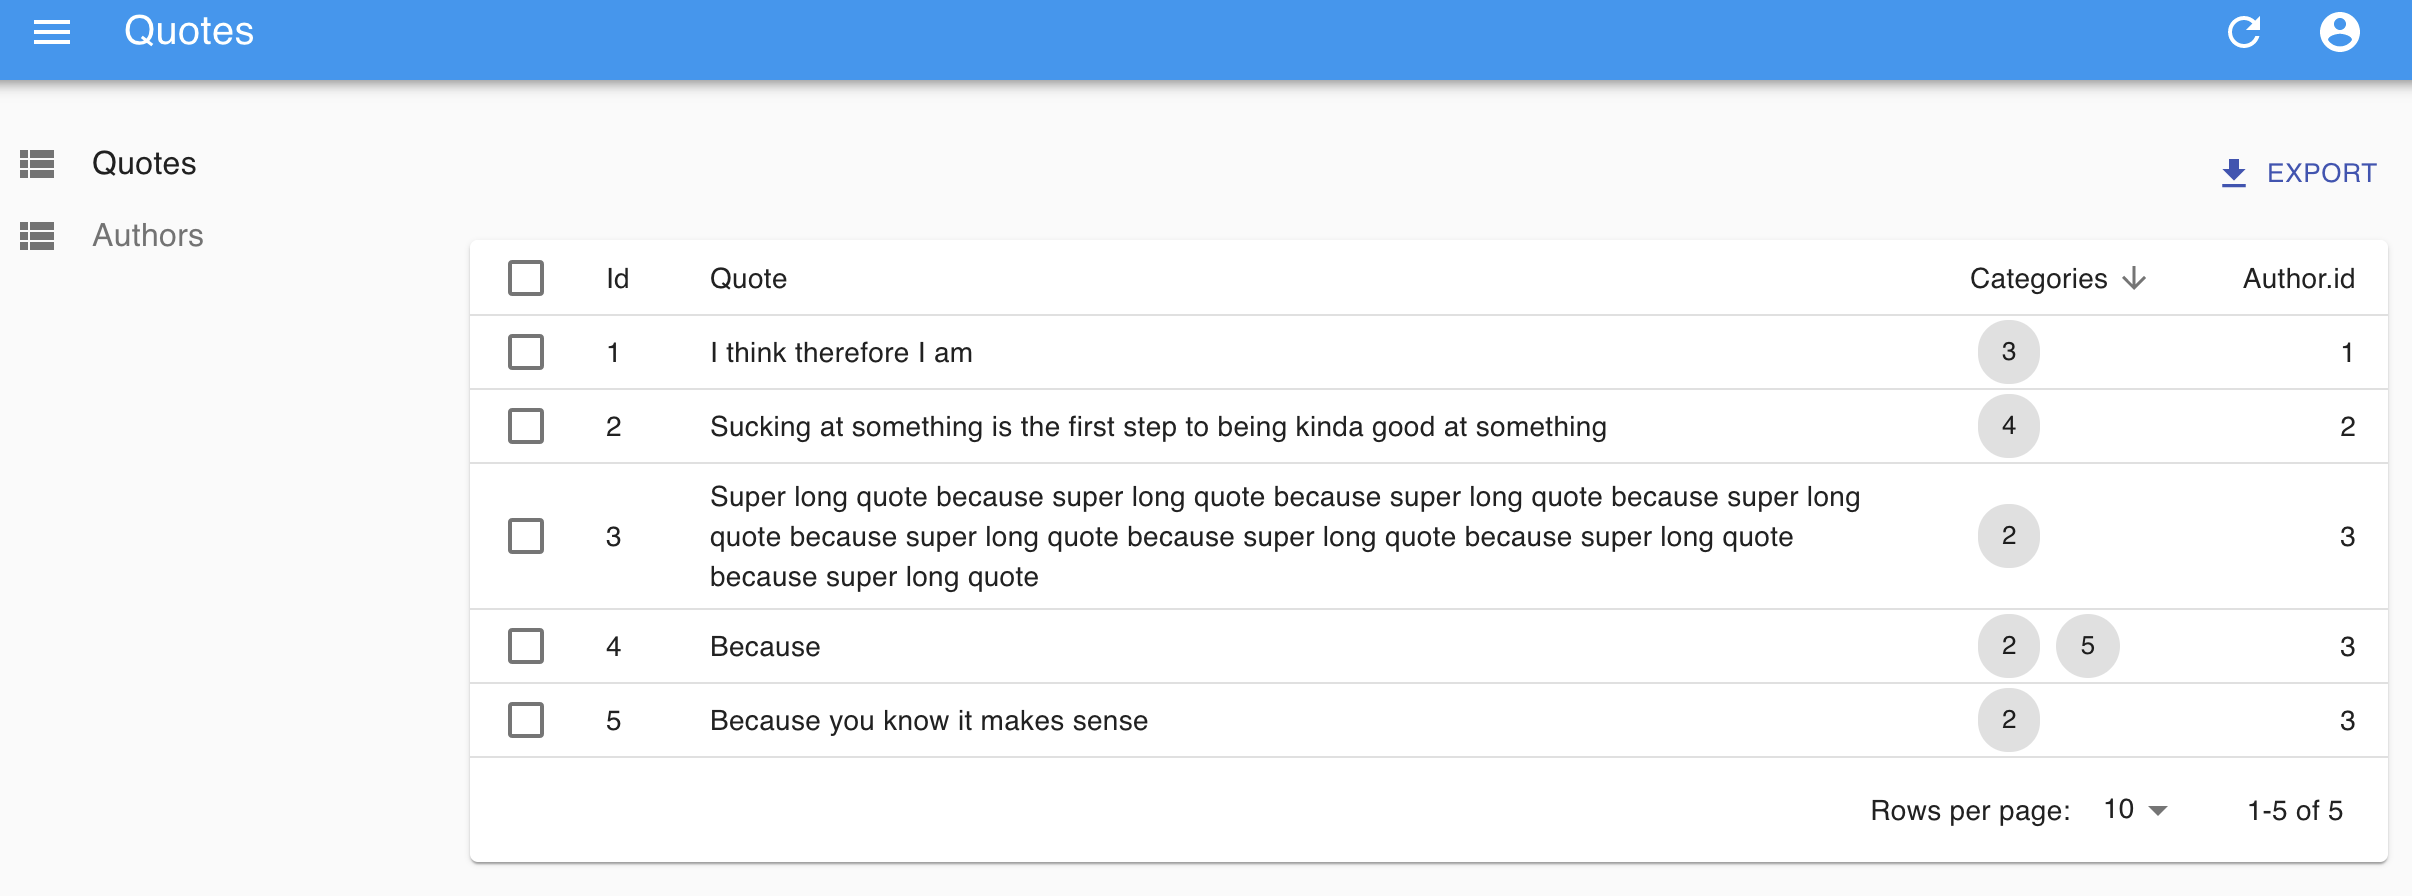 Quotes
Quotes
Authors
EXPORT
Id Quote Categories Author.id
1 I think therefore I am 3 1
2 Sucking at something is the first step to being kinda good at something 4 2
Super long quote because super long quote because super long quote because super long
3 quote because super long quote because super long quote because super long quote 2 3
because super long quote
4 Because 2 5 3
5 Because you know it makes sense 2 3
Rows per page: 10 1-5 of 5